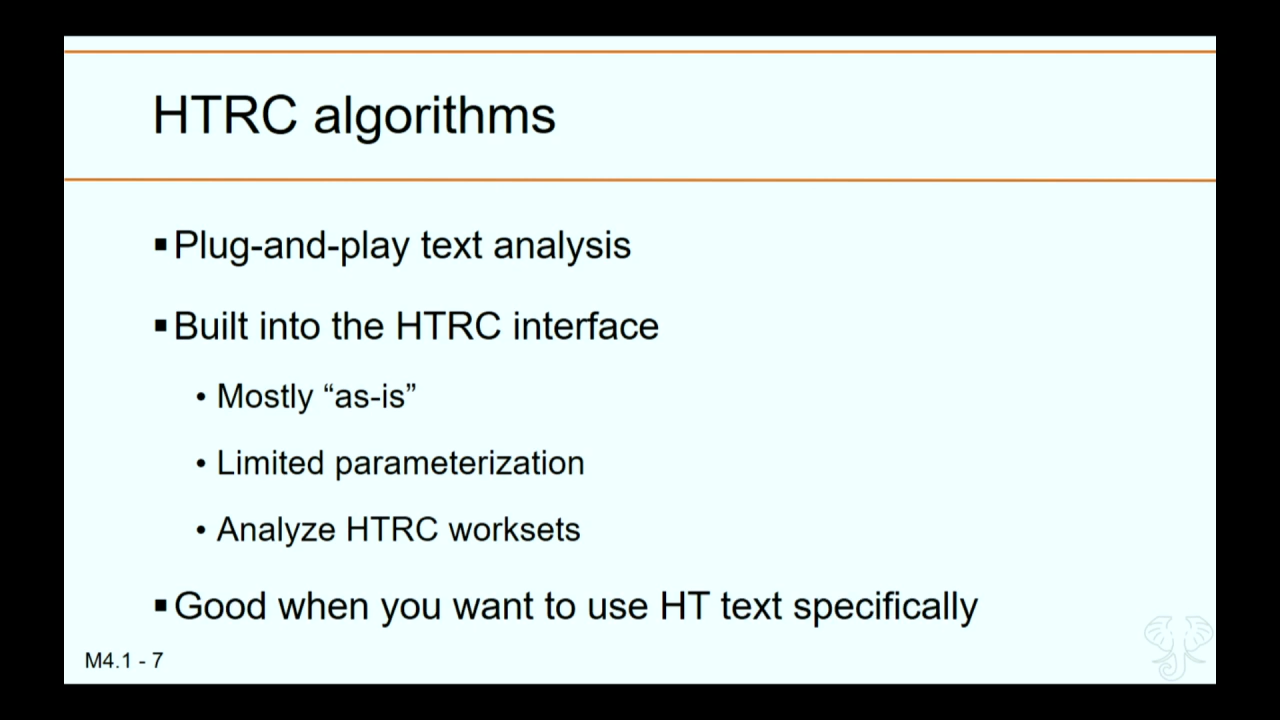 HTRC algorithms
▪ Plug-and-play text analysis
▪ Built into the HTRC interface
• Mostly “as-is”
• Limited parameterization
• Analyze HTRC worksets
▪ Good when you want to use HT text specifically
M4.1 - 7